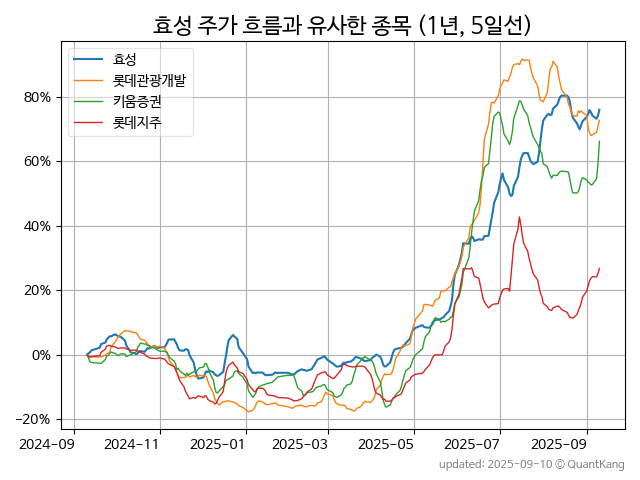 효성 주가 흐름과 유사한 종목 (1년, 5일선)
효성
롯데관광개발
키움증권
롯데지주
80%
60%
40%
20%
0%
−20%
2024-09 2024-11 2025-01 2025-03 2025-05 2025-07 2025-09
updated: 2025-09-10 © QuantKang